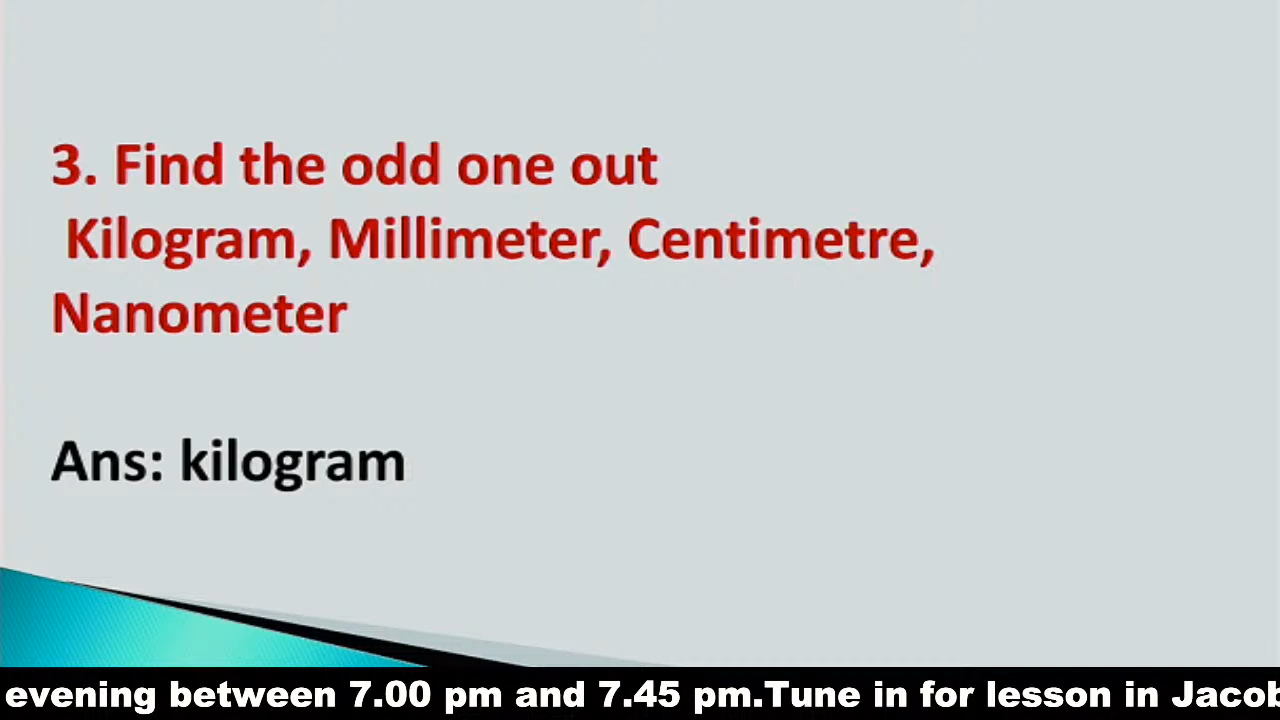 3. Find the odd one out
Kilogram, Millimeter, Centimetre,
Nanometer
Ans: kilogram
evening between 7.00 pm and 7.45 pm.Tune in for lesson in Jacob